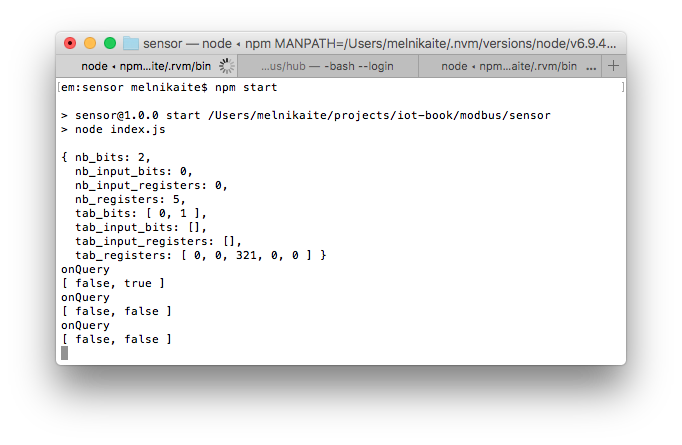 sensor — node ◂ npm MANPATH=/Users/melnikaite/.nvm/versions/node/v6.9.4...
node ◂ npm...ite/.rvm/bin
...us/hub — -bash --login
node ◂ npm...aite/.rvm/bin ... +
[em:sensor melnikaite$ npm start ]
> sensor@1.0.0 start /Users/melnikaite/projects/iot-book/modbus/sensor
> node index.js
{ nb_bits: 2,
nb_input_bits: 0,
nb_input_registers: 0,
nb_registers: 5,
tab_bits: [ 0, 1 ],
tab_input_bits: [],
tab_input_registers: [],
tab_registers: [ 0, 0, 321, 0, 0 ] }
onQuery
[ false, true ]
onQuery
[ false, false ]
onQuery
[ false, false ]